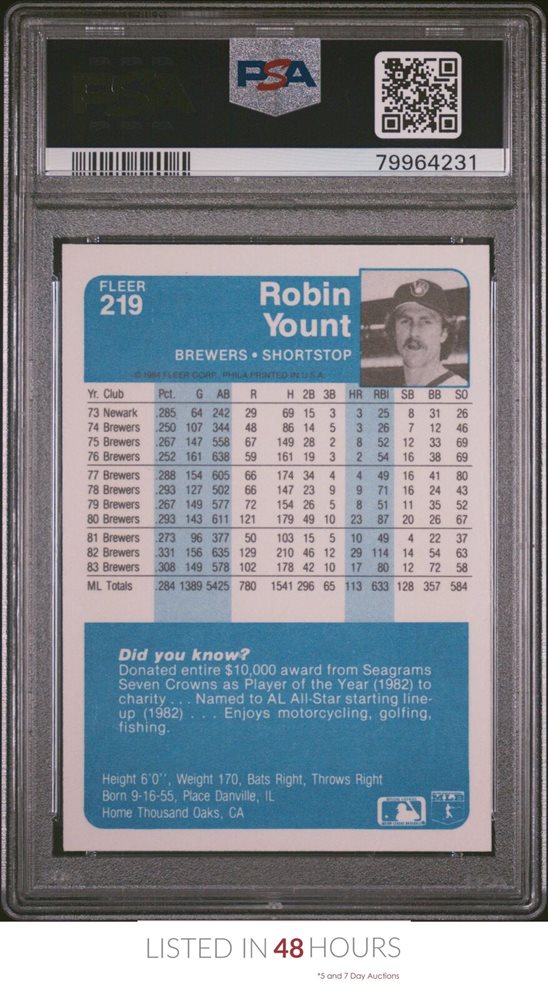 PSA
79964231
FLEER
219
Robin
Yount
BREWERS • SHORTSTOP
© 1984 FLEER CORP., PHILA PRINTED IN U.S.A.
Yr. Club Pct. G AB R H 2B 3B HR RBI SB BB SO
73 Newark .285 64 242 29 69 15 3 3 25 8 31 26
74 Brewers .250 107 344 48 86 14 5 3 26 7 12 46
75 Brewers .267 147 558 67 149 28 2 8 52 12 33 69
76 Brewers .252 161 638 59 161 19 3 2 54 16 38 69
77 Brewers .288 154 605 66 174 34 4 4 49 16 41 80
78 Brewers .293 127 502 66 147 23 9 9 71 16 24 43
79 Brewers .267 149 577 72 154 26 5 8 51 11 35 52
80 Brewers .293 143 611 121 179 49 10 23 87 20 26 67
81 Brewers .273 96 377 50 103 15 5 10 49 4 22 37
82 Brewers .331 156 635 129 210 46 12 29 114 14 54 63
83 Brewers .308 149 578 102 178 42 10 17 80 12 72 58
ML Totals .284 1389 5425 780 1541 296 65 113 633 128 357 584
Did you know?
Donated entire $10,000 award from Seagrams
Seven Crowns as Player of the Year (1982) to
charity . . . Named to AL All-Star starting line-
up (1982) . . . Enjoys motorcycling, golfing,
fishing.
Height 6'0'', Weight 170, Bats Right, Throws Right
Born 9-16-55, Place Danville, IL
Home Thousand Oaks, CA
LISTED IN 48 HOURS
*5 and 7 Day Auctions